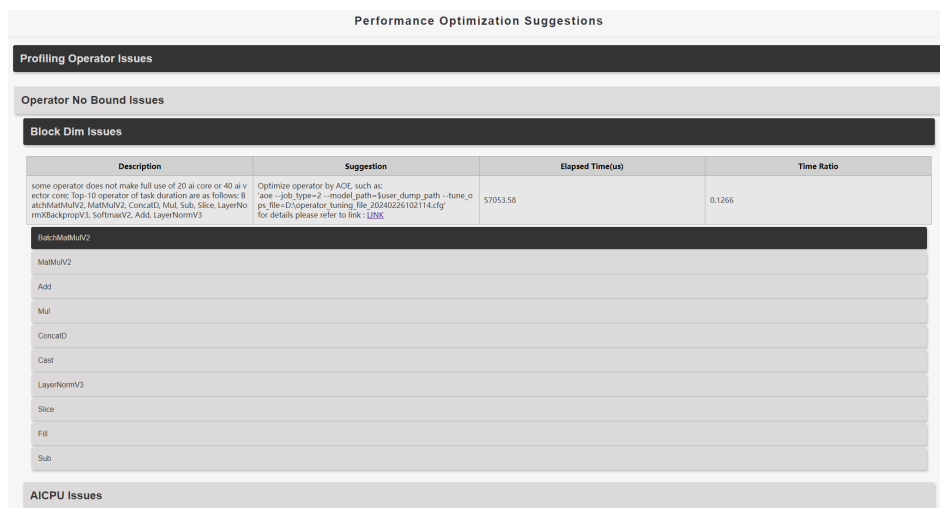 Performance Optimization Suggestions
Profiling Operator Issues
Operator No Bound Issues
Block Dim Issues
Description
Suggestion
Elapsed Time(us)
Time Ratio
some operator does not make full use of 20 ai core or 40 ai v
ector core; Top-10 operator of task duration are as follows: B
atchMatMulV2, MatMulV2, ConcatD, Mul, Sub, Slice, LayerNo
rmXBackpropV3, SoftmaxV2, Add, LayerNormV3
Optimize operator by AOE, such as:
'aoe --job_type=2 --model_path=$user_dump_path --tune_o
ps_file=D:\operator_tuning_file_20240226102114.cfg'
for details please refer to link : LINK
57053.58
0.1266
BatchMatMulV2
MatMulV2
Add
Mul
ConcatD
Cast
LayerNormV3
Slice
Fill
Sub
AICPU Issues